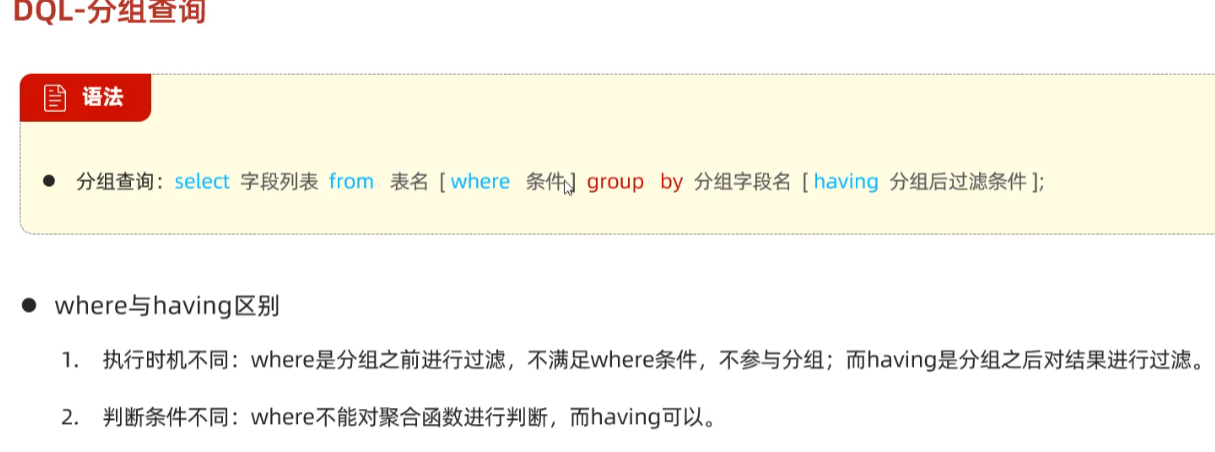 DQL-分组查询
语法
● 分组查询：select 字段列表 from 表名 [ where 条件 ] group by 分组字段名 [ having 分组后过滤条件 ];
● where与having区别
1. 执行时机不同：where是分组之前进行过滤，不满足where条件，不参与分组；而having是分组之后对结果进行过滤。
2. 判断条件不同：where不能对聚合函数进行判断，而having可以。